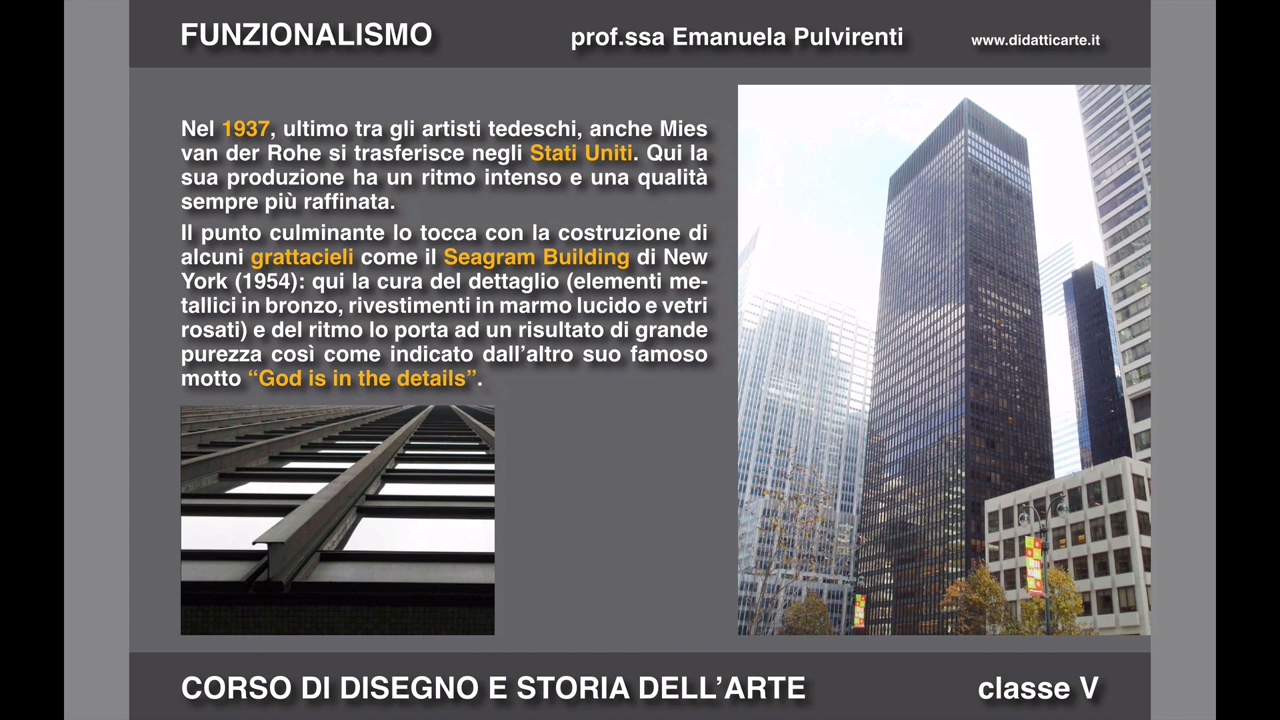 FUNZIONALISMO prof.ssa Emanuela Pulvirenti www.didatticarte.it
Nel 1937, ultimo tra gli artisti tedeschi, anche Mies
van der Rohe si trasferisce negli Stati Uniti. Qui la
sua produzione ha un ritmo intenso e una qualità
sempre più raffinata.
Il punto culminante lo tocca con la costruzione di
alcuni grattacieli come il Seagram Building di New
York (1954): qui la cura del dettaglio (elementi me-
tallici in bronzo, rivestimenti in marmo lucido e vetri
rosati) e del ritmo lo porta ad un risultato di grande
purezza così come indicato dall’altro suo famoso
motto “God is in the details”.
CORSO DI DISEGNO E STORIA DELL’ARTE classe V